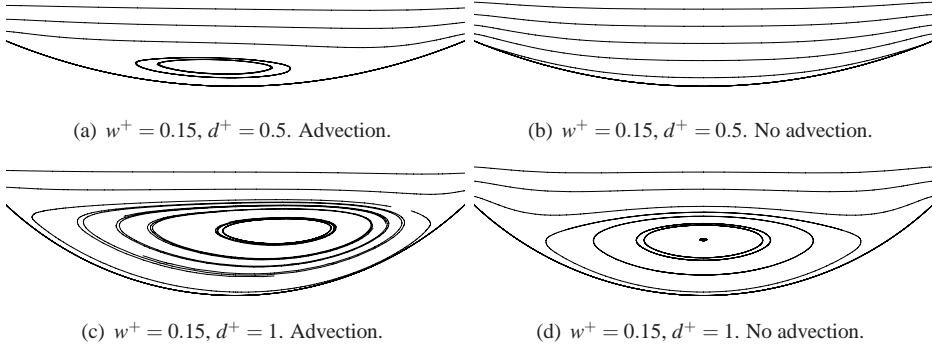 (a) w⁺ = 0.15, d⁺ = 0.5. Advection.
(b) w⁺ = 0.15, d⁺ = 0.5. No advection.
(c) w⁺ = 0.15, d⁺ = 1. Advection.
(d) w⁺ = 0.15, d⁺ = 1. No advection.